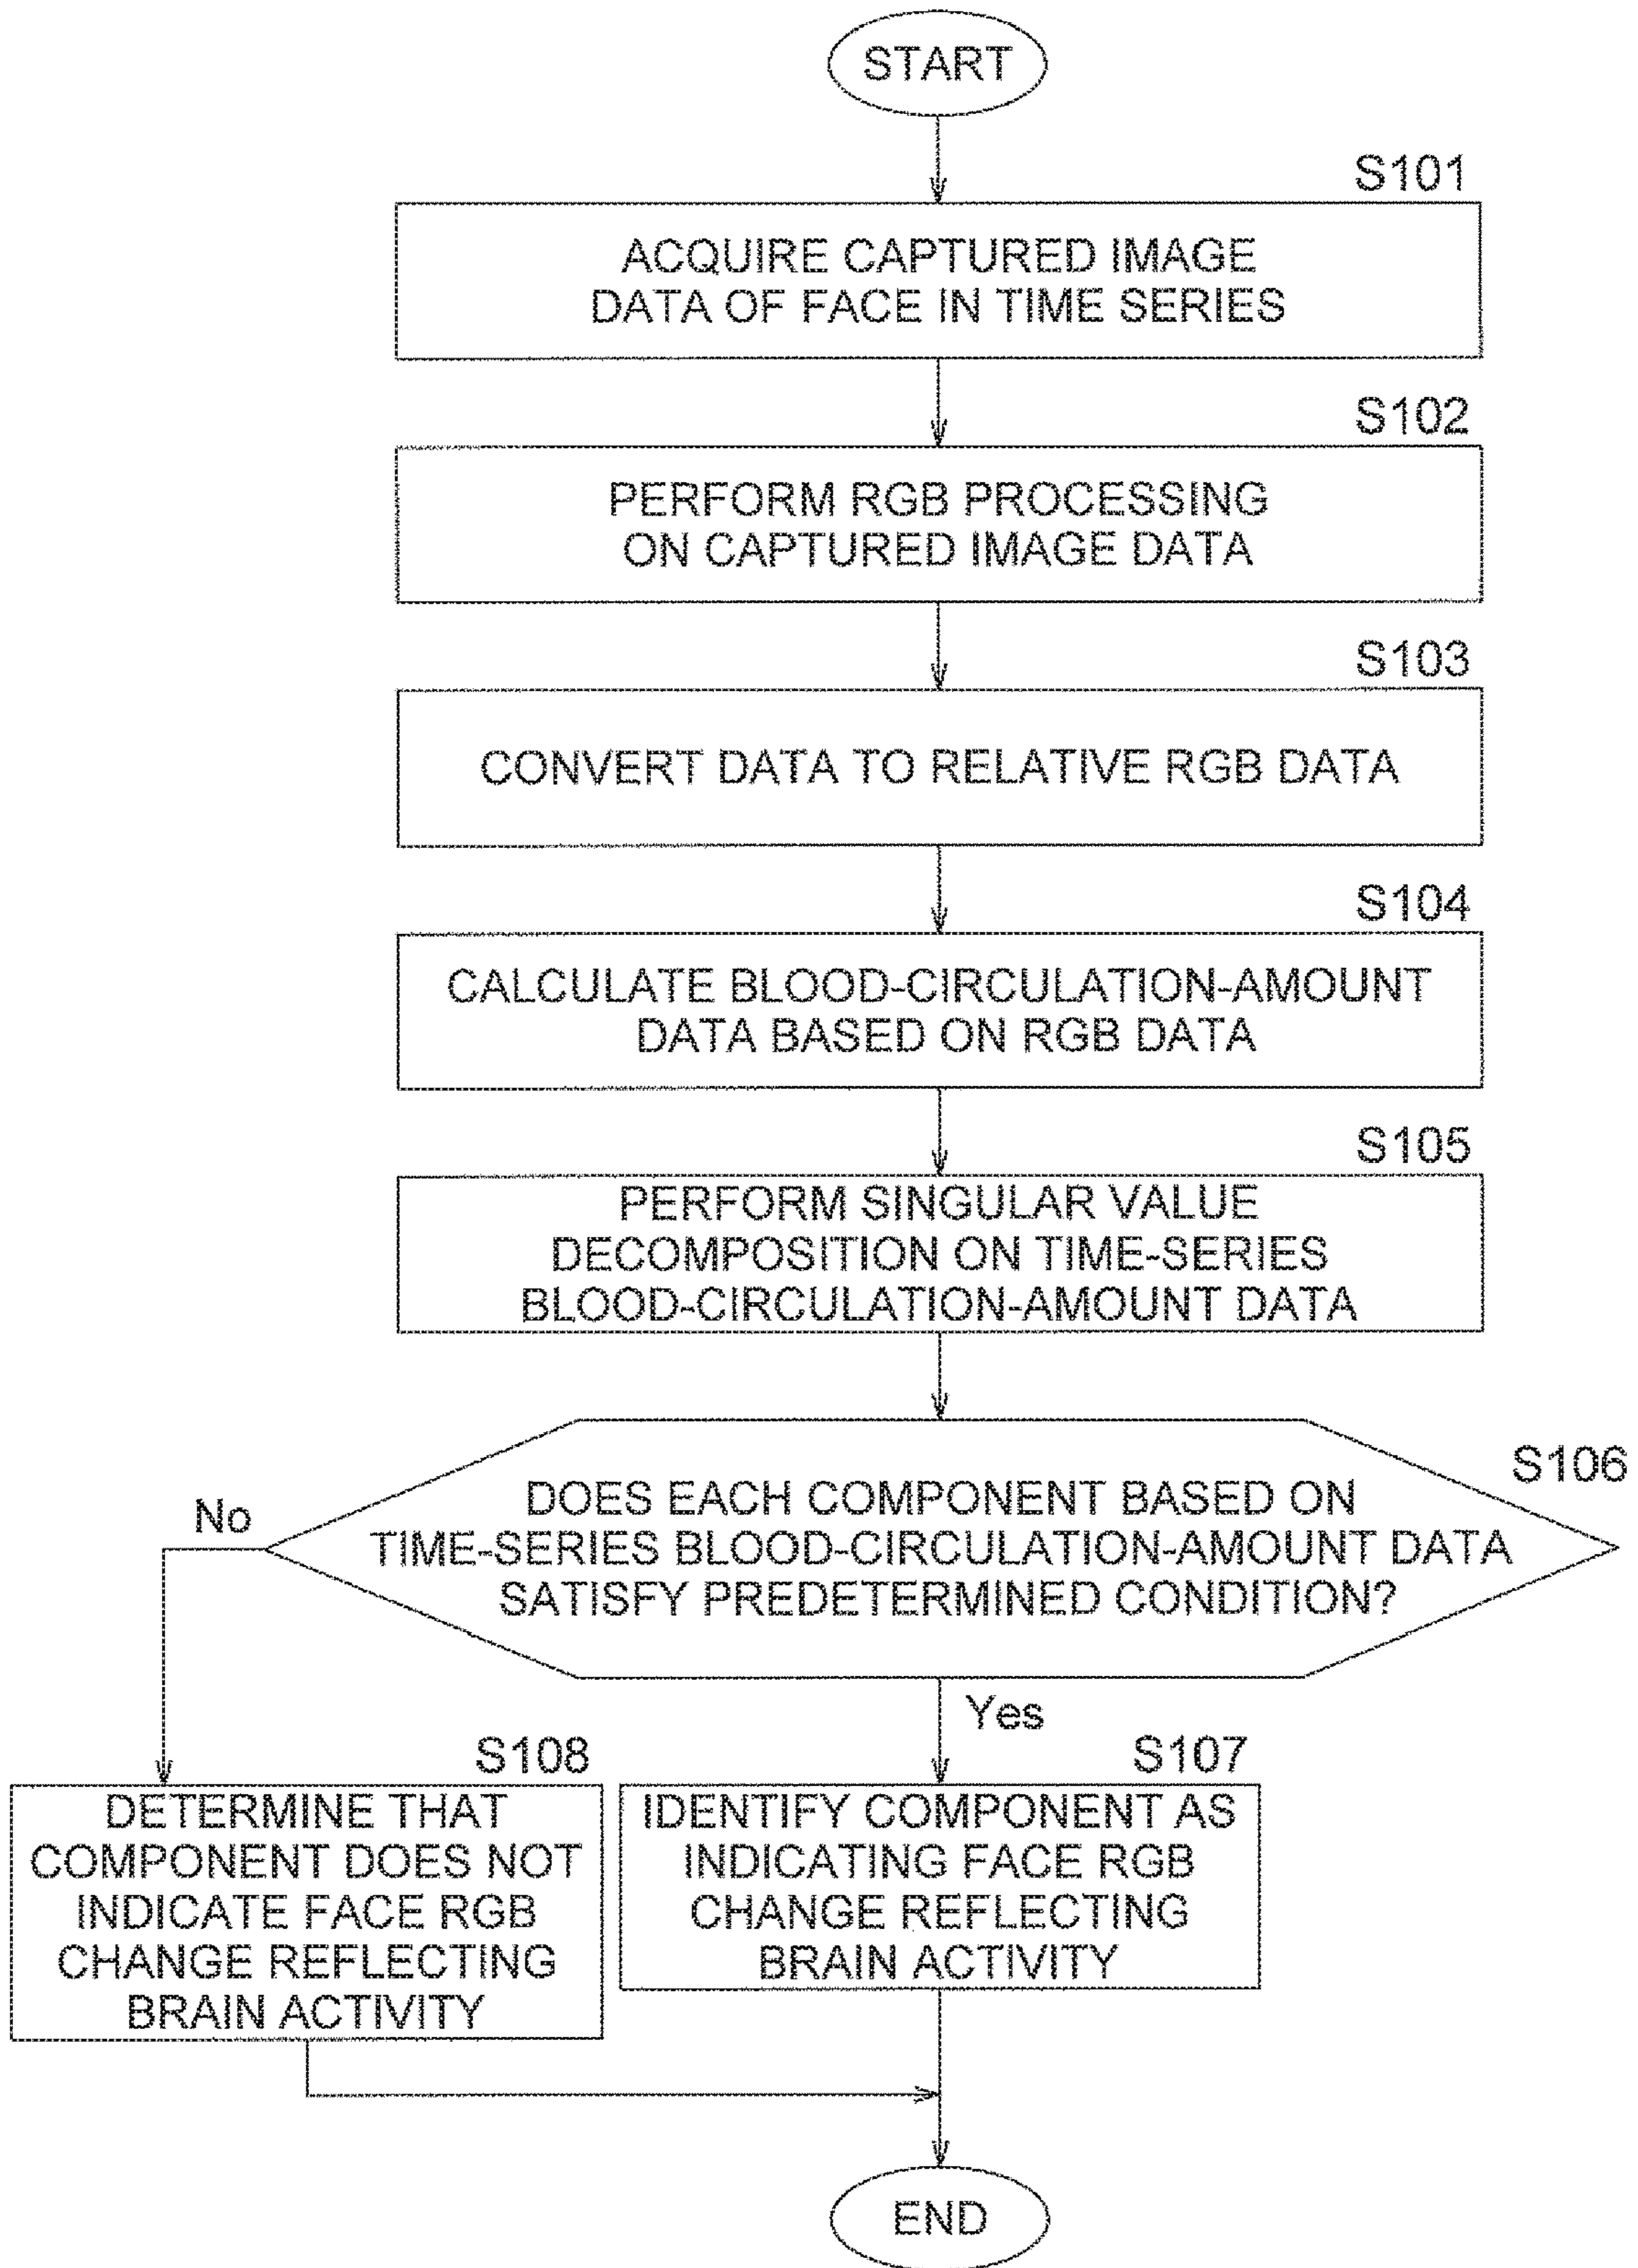 START
S101
ACQUIRE CAPTURED IMAGE
DATA OF FACE IN TIME SERIES
S102
PERFORM RGB PROCESSING
ON CAPTURED IMAGE DATA
S103
CONVERT DATA TO RELATIVE RGB DATA
S104
CALCULATE BLOOD-CIRCULATION-AMOUNT
DATA BASED ON RGB DATA
S105
PERFORM SINGULAR VALUE
DECOMPOSITION ON TIME-SERIES
BLOOD-CIRCULATION-AMOUNT DATA
S106
DOES EACH COMPONENT BASED ON
TIME-SERIES BLOOD-CIRCULATION-AMOUNT DATA
SATISFY PREDETERMINED CONDITION?
No
Yes
S108
DETERMINE THAT
COMPONENT DOES NOT
INDICATE FACE RGB
CHANGE REFLECTING
BRAIN ACTIVITY
S107
IDENTIFY COMPONENT AS
INDICATING FACE RGB
CHANGE REFLECTING
BRAIN ACTIVITY
END